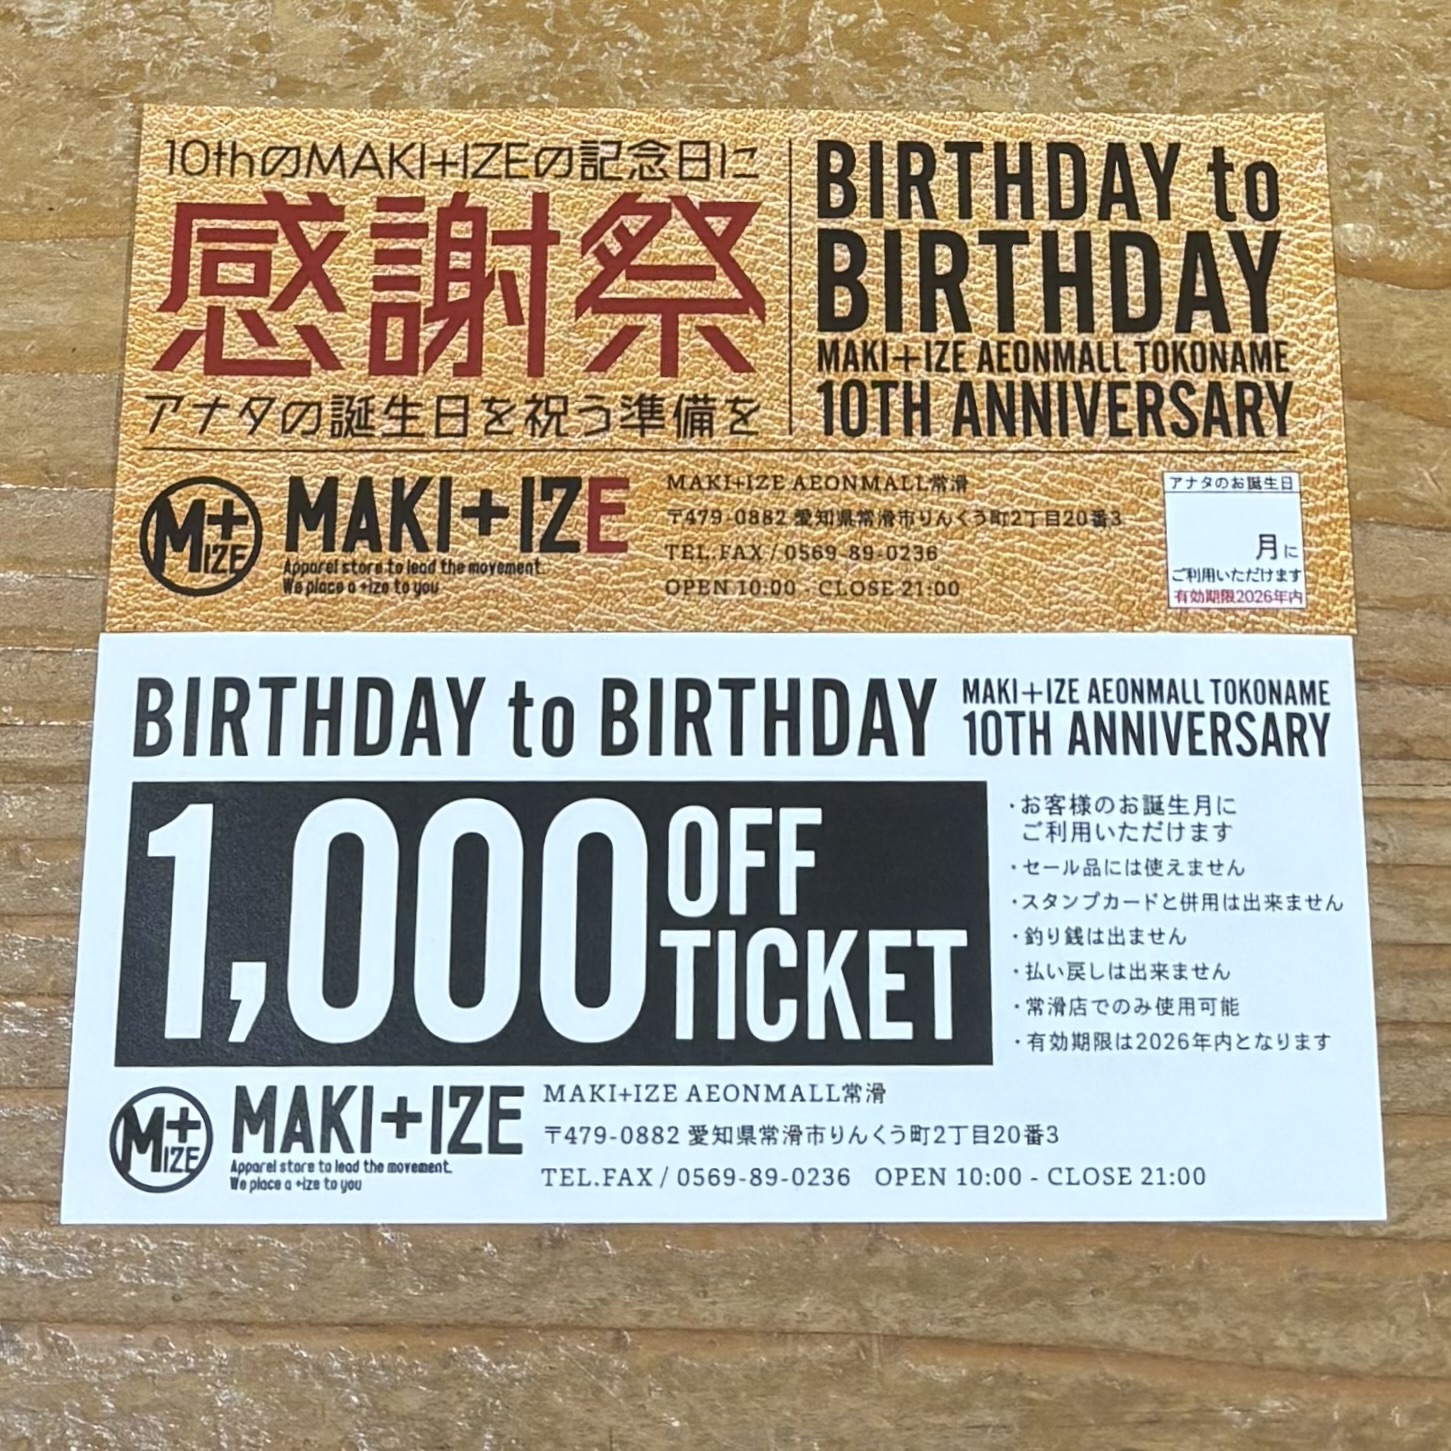 10thのMAKI+IZEの記念日に
感謝祭
アナタの誕生日を祝う準備を
BIRTHDAY to
BIRTHDAY
MAKI+IZE AEONMALL TOKONAME
10TH ANNIVERSARY
M+
IZE
MAKI+IZE
Apparel store to lead the movement.
We place a +ize to you
MAKI+IZE AEONMALL常滑
〒479-0882 愛知県常滑市りんくう町2丁目20番3
TEL.FAX / 0569-89-0236
OPEN 10:00 - CLOSE 21:00
アナタのお誕生日
月に
ご利用いただけます
有効期限2026年内
BIRTHDAY to BIRTHDAY
MAKI+IZE AEONMALL TOKONAME
10TH ANNIVERSARY
1,000 OFF
TICKET
・お客様のお誕生月に
ご利用いただけます
・セール品には使えません
・スタンプカードと併用は出来ません
・釣り銭は出ません
・払い戻しは出来ません
・常滑店でのみ使用可能
・有効期限は2026年内となります
M+
IZE
MAKI+IZE
Apparel store to lead the movement.
We place a +ize to you
MAKI+IZE AEONMALL常滑
〒479-0882 愛知県常滑市りんくう町2丁目20番3
TEL.FAX / 0569-89-0236 OPEN 10:00 - CLOSE 21:00